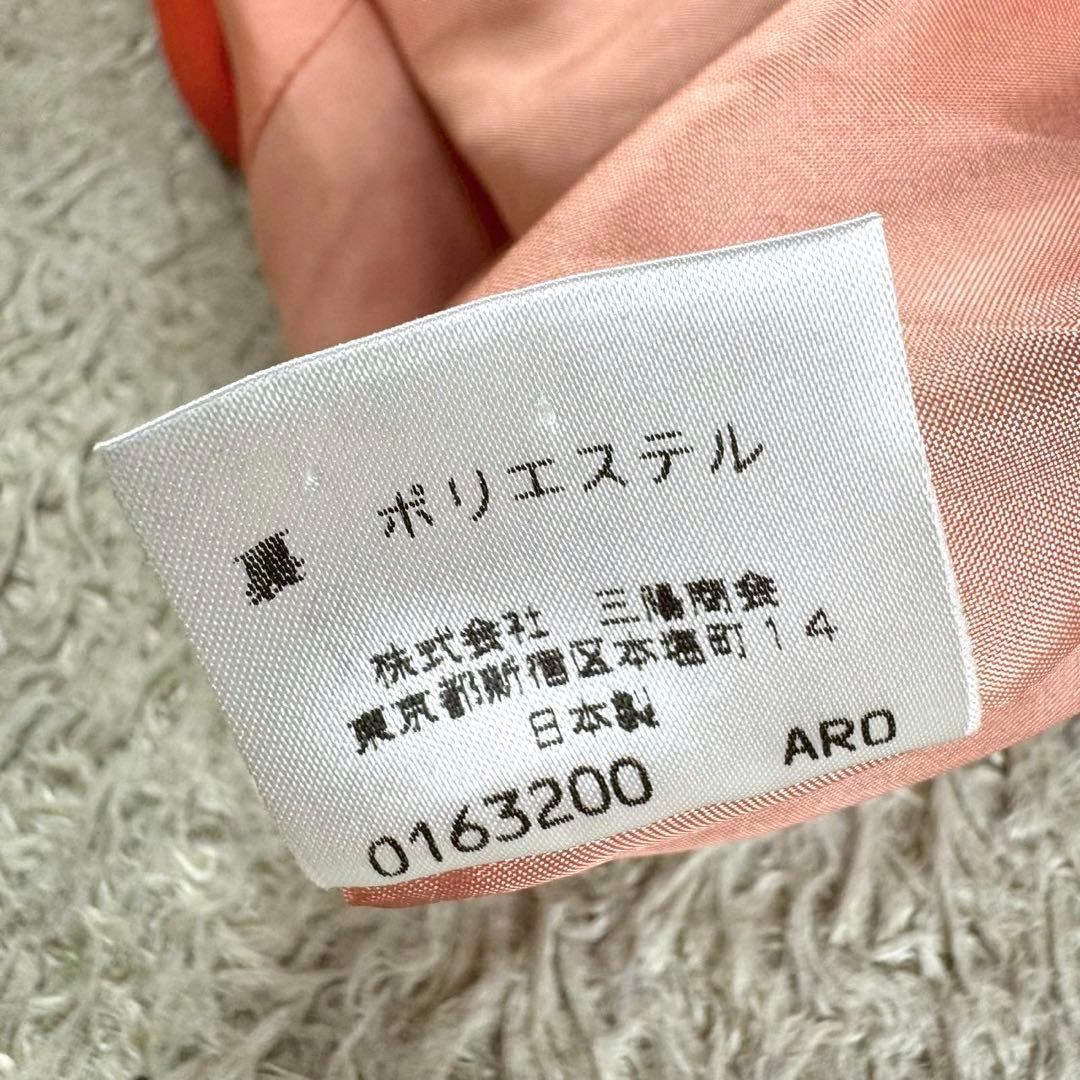 裏 ポリエステル
株式会社 三陽商会
東京都新宿区本塩町14
日本製
0163200 ARO